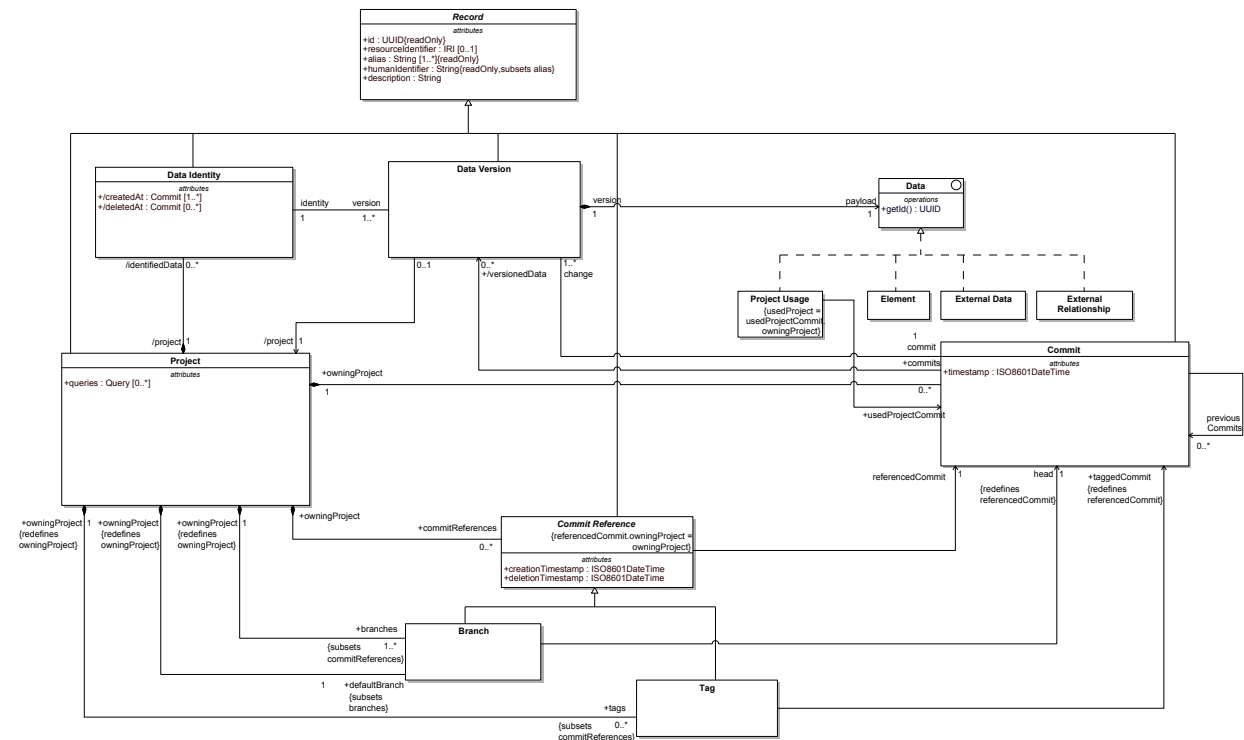 Record
attributes
+id : UUID{readOnly}
+resourceIdentifier : IRI [0..1]
+alias : String [1..*]{readOnly}
+humanIdentifier : String{readOnly,subsets alias}
+description : String
Data Identity
attributes
+/createdAt : Commit [1..*]
+/deletedAt : Commit [0..*]
identity
1
version
1..*
Data Version
version
1
payload
1
Data
operations
+getId() : UUID
/identifiedData
0..*
0..1
0..*
+/versionedData
1..*
change
Project Usage
{usedProject =
usedProjectCommit.
owningProject}
Element
External Data
External
Relationship
/project
1
/project
1
Project
attributes
+queries : Query [0..*]
+owningProject
1
1
commit
+commits
0..*
+usedProjectCommit
Commit
attributes
+timestamp : ISO8601DateTime
previous
Commits
0..*
referencedCommit
1
head
1
{redefines
referencedCommit}
+taggedCommit
{redefines
referencedCommit}
+owningProject
1
{redefines
owningProject}
+owningProject
{redefines
owningProject}
+owningProject
1
{redefines
owningProject}
+owningProject
+commitReferences
0..*
Commit Reference
{referencedCommit.owningProject =
owningProject}
attributes
+creationTimestamp : ISO8601DateTime
+deletionTimestamp : ISO8601DateTime
+branches
{subsets
1..*
commitReferences}
Branch
1
+defaultBranch
{subsets
branches}
Tag
+tags
{subsets
0..*
commitReferences}